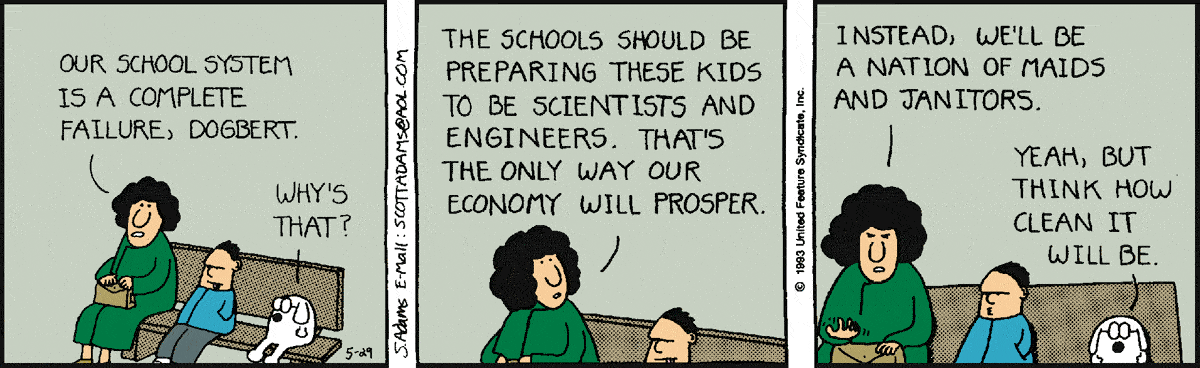 OUR SCHOOL SYSTEM
IS A COMPLETE
FAILURE, DOGBERT.
WHY'S
THAT?
5-29
S.Adams E-Mail: SCOTTADAMS@AOL.COM
THE SCHOOLS SHOULD BE
PREPARING THESE KIDS
TO BE SCIENTISTS AND
ENGINEERS. THAT'S
THE ONLY WAY OUR
ECONOMY WILL PROSPER.
© 1993 United Feature Syndicate, Inc.
INSTEAD, WE'LL BE
A NATION OF MAIDS
AND JANITORS.
YEAH, BUT
THINK HOW
CLEAN IT
WILL BE.